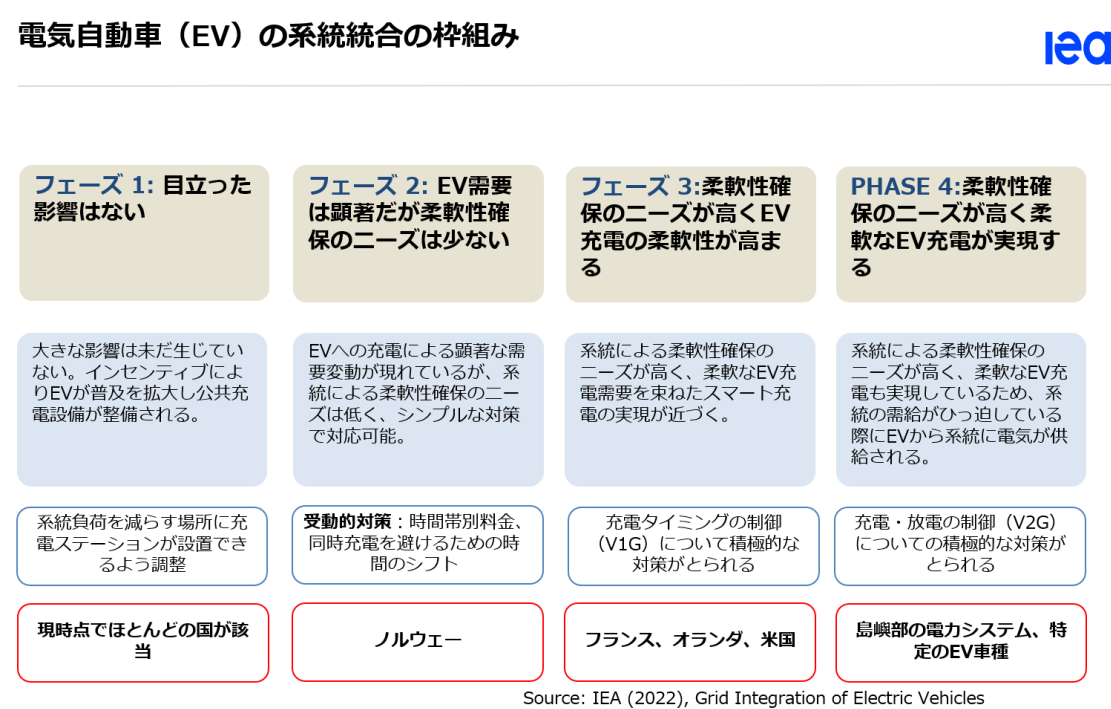 電気自動車（EV）の系統統合の枠組み
iea
フェーズ 1: 目立った
影響はない
フェーズ 2: EV需要
は顕著だが柔軟性確
保のニーズは少ない
フェーズ 3:柔軟性確
保のニーズが高くEV
充電の柔軟性が高ま
る
PHASE 4:柔軟性確
保のニーズが高く柔
軟なEV充電が実現す
る
大きな影響は未だ生じてい
ない。インセンティブによ
りEVが普及を拡大し公共充
電設備が整備される。
EVへの充電による顕著な需
要変動が現れているが、系
統による柔軟性確保のニー
ズは低く、シンプルな対策
で対応可能。
系統による柔軟性確保の
ニーズが高く、柔軟なEV充
電需要を束ねたスマート充
電の実現が近づく。
系統による柔軟性確保の
ニーズが高く、柔軟なEV充
電も実現しているため、系
統の需給がひっ迫している
際にEVから系統に電気が供
給される。
系統負荷を減らす場所に充
電ステーションが設置でき
るよう調整
受動的対策：時間帯別料金、
同時充電を避けるための時
間のシフト
充電タイミングの制御
（V1G）について積極的な
対策がとられる
充電・放電の制御（V2G）
についての積極的な対策が
とられる
現時点でほとんどの国が該
当
ノルウェー
フランス、オランダ、米国
島嶼部の電力システム、特
定のEV車種
Source: IEA (2022), Grid Integration of Electric Vehicles